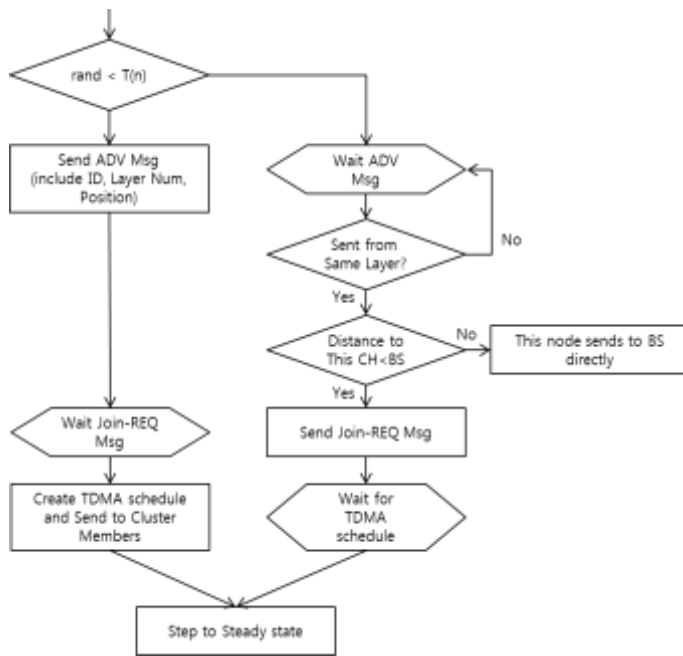 rand < T(n)
Send ADV Msg
(include ID, Layer Num,
Position)
Wait ADV
Msg
No
Sent from
Same Layer?
Yes
Distance to
This CH<BS
No
This node sends to BS
directly
Yes
Wait Join-REQ
Msg
Send Join-REQ Msg
Create TDMA schedule
and Send to Cluster
Members
Wait for
TDMA
schedule
Step to Steady state